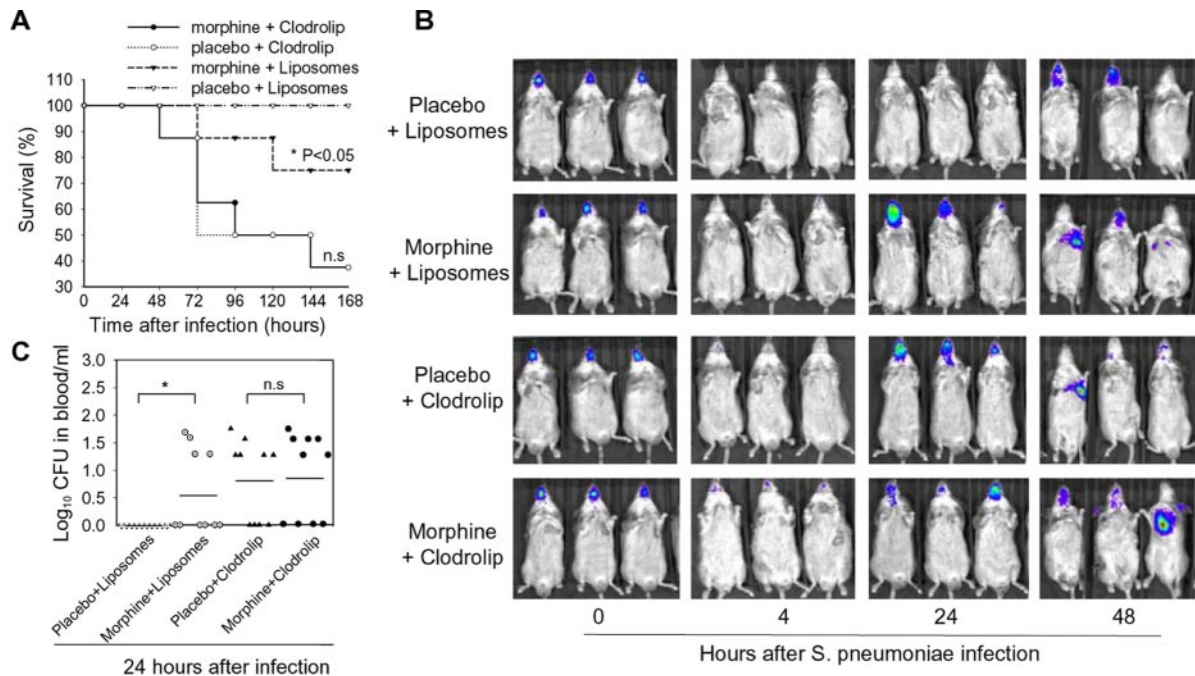 A
morphine + Clodrolip
placebo + Clodrolip
morphine + Liposomes
placebo + Liposomes
110
100
90
80
70
60
50
40
30
Survival (%)
* P<0.05
n.s
0 24 48 72 96 120 144 168
Time after infection (hours)
B
Placebo
+ Liposomes
Morphine
+ Liposomes
Placebo
+ Clodrolip
Morphine
+ Clodrolip
0 4 24 48
Hours after S. pneumoniae infection
C
3.0
2.5
2.0
1.5
1.0
0.5
0.0
Log₁₀ CFU in blood/ml
*
n.s
Placebo+Liposomes
Morphine+Liposomes
Placebo+Clodrolip
Morphine+Clodrolip
24 hours after infection